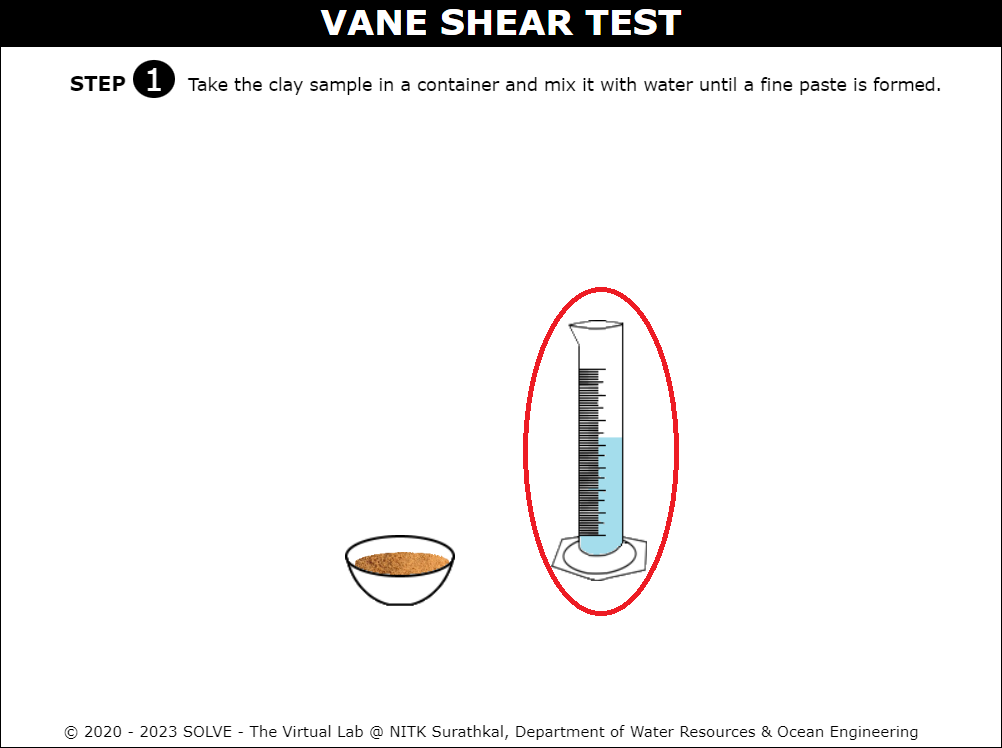 VANE SHEAR TEST
STEP 1 Take the clay sample in a container and mix it with water until a fine paste is formed.
© 2020 - 2023 SOLVE - The Virtual Lab @ NITK Surathkal, Department of Water Resources & Ocean Engineering